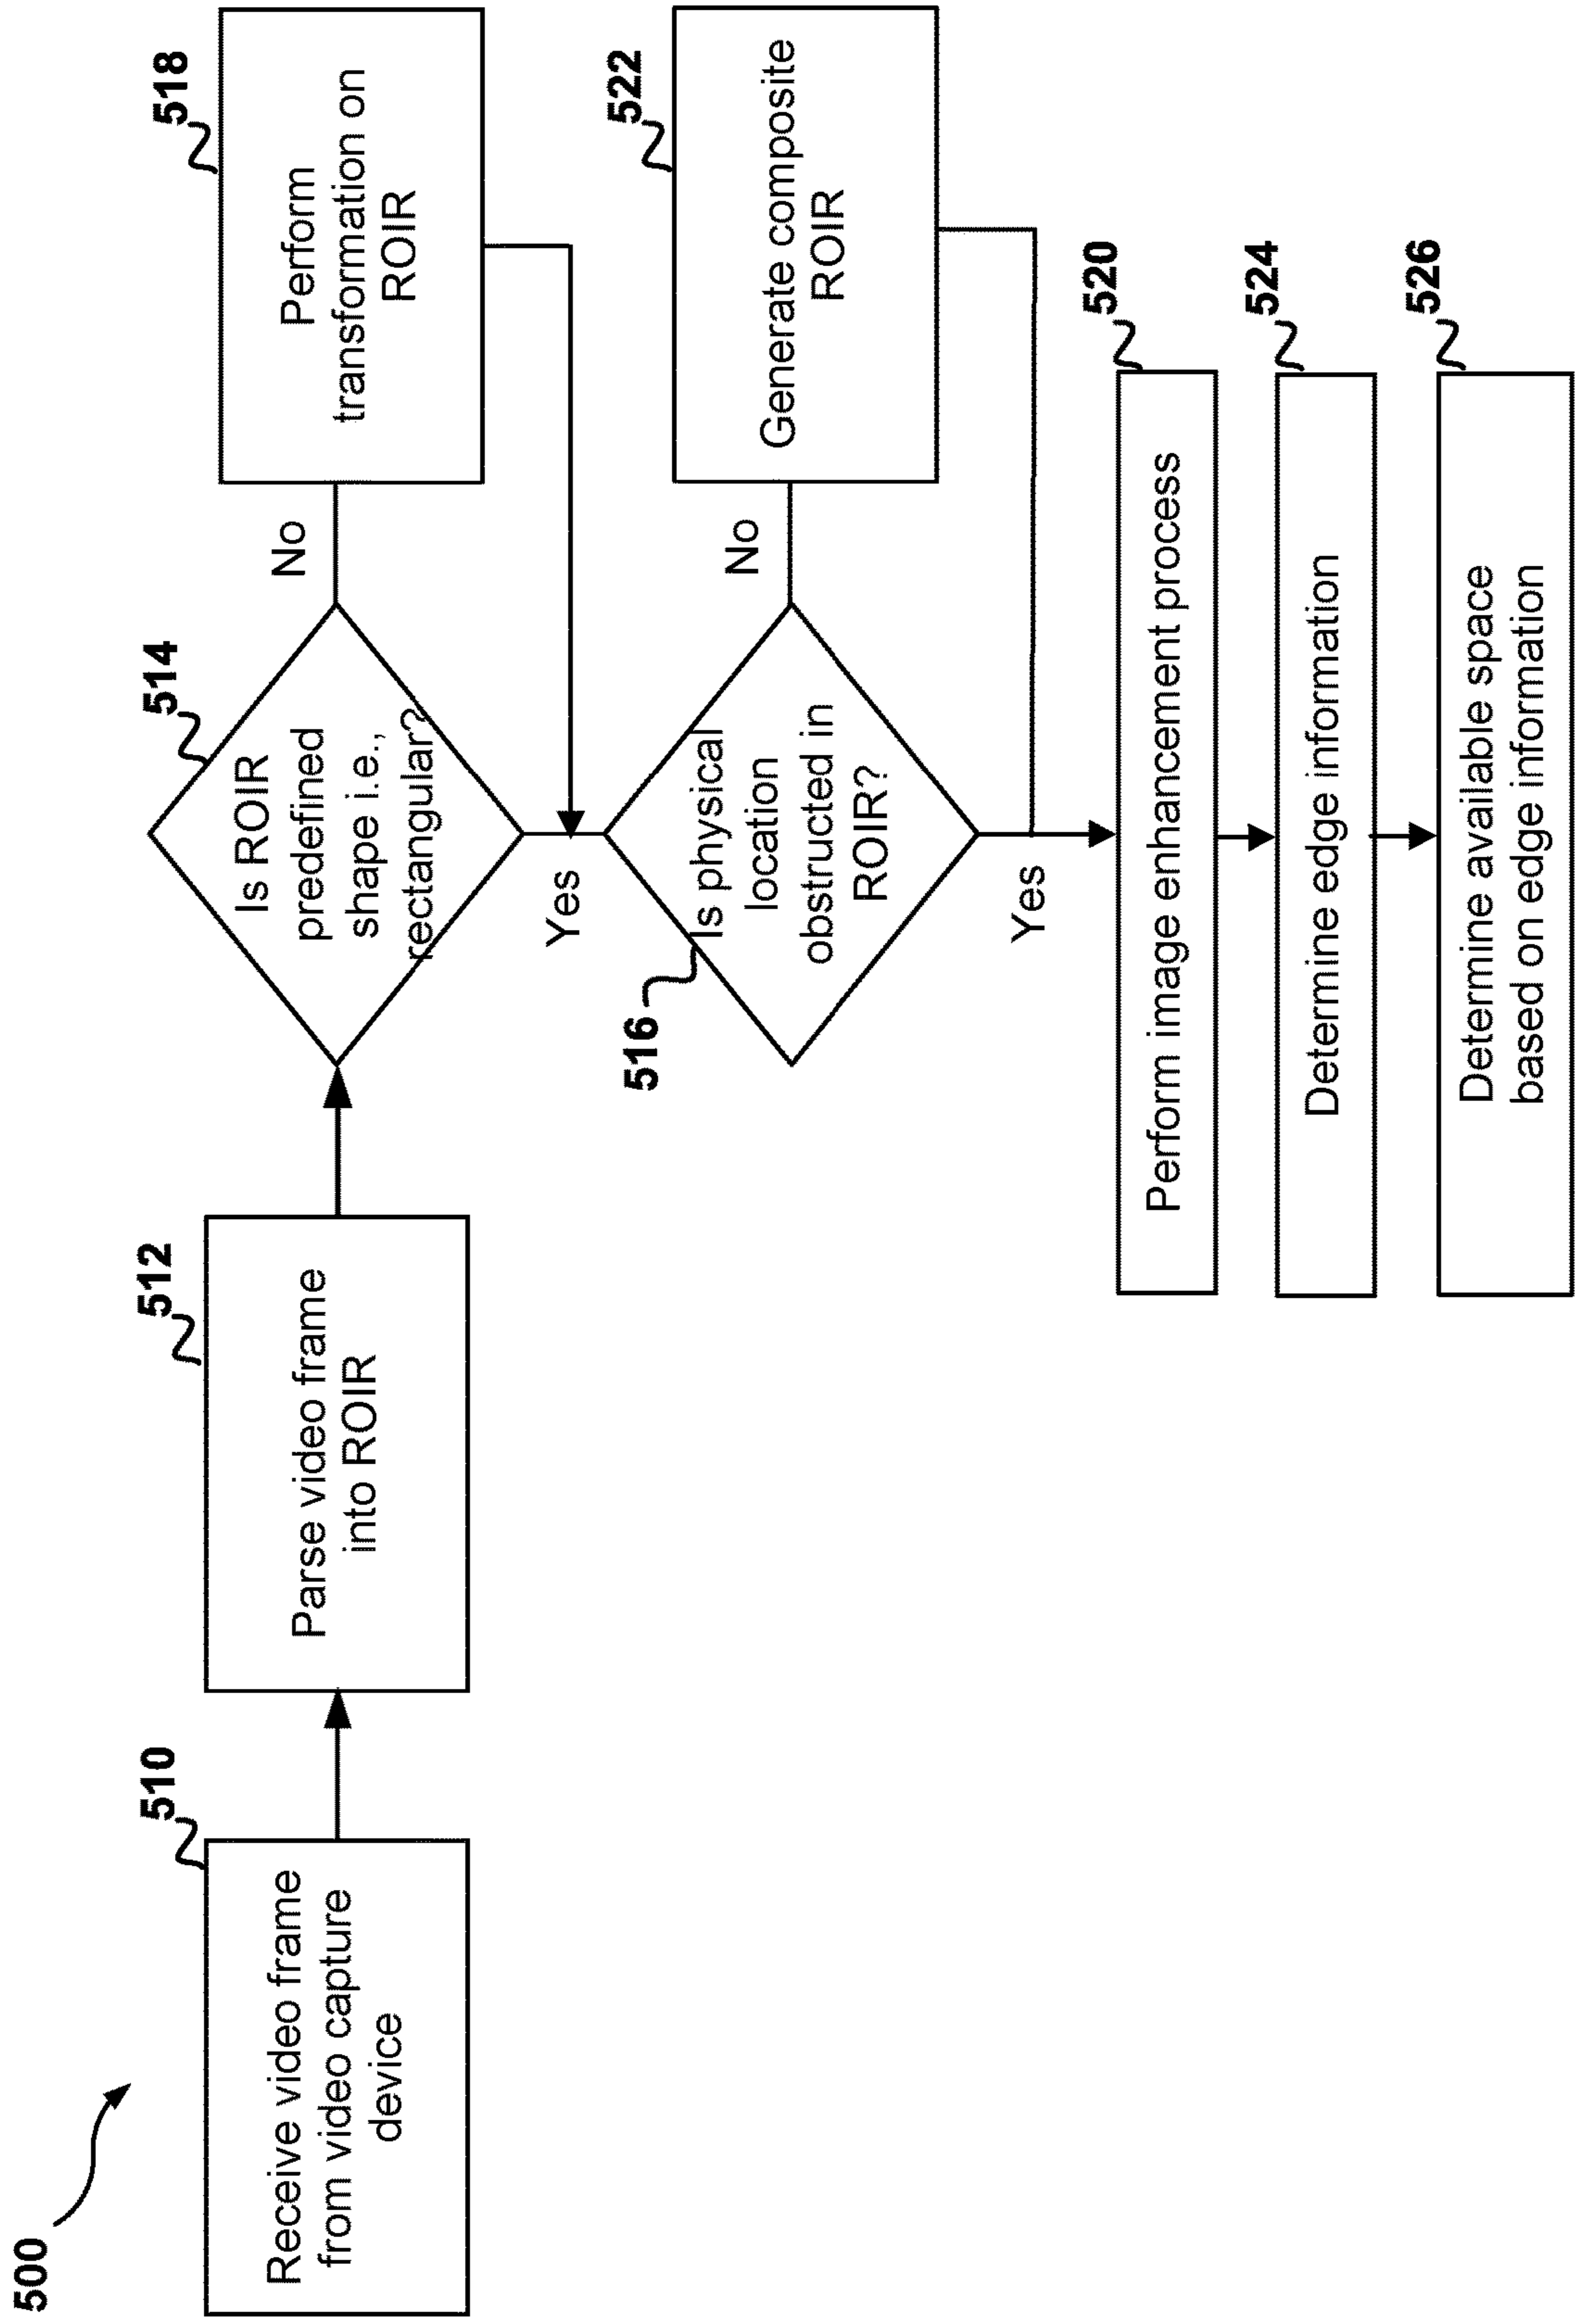 500
510
Receive video frame
from video capture
device
512
Parse video frame
into ROIR
514
Is ROIR
predefined
shape i.e.,
rectangular?
No
518
Perform
transformation on
ROIR
Yes
516
Is physical
location
obstructed in
ROIR?
No
522
Generate composite
ROIR
Yes
520
Perform image enhancement process
524
Determine edge information
526
Determine available space
based on edge information